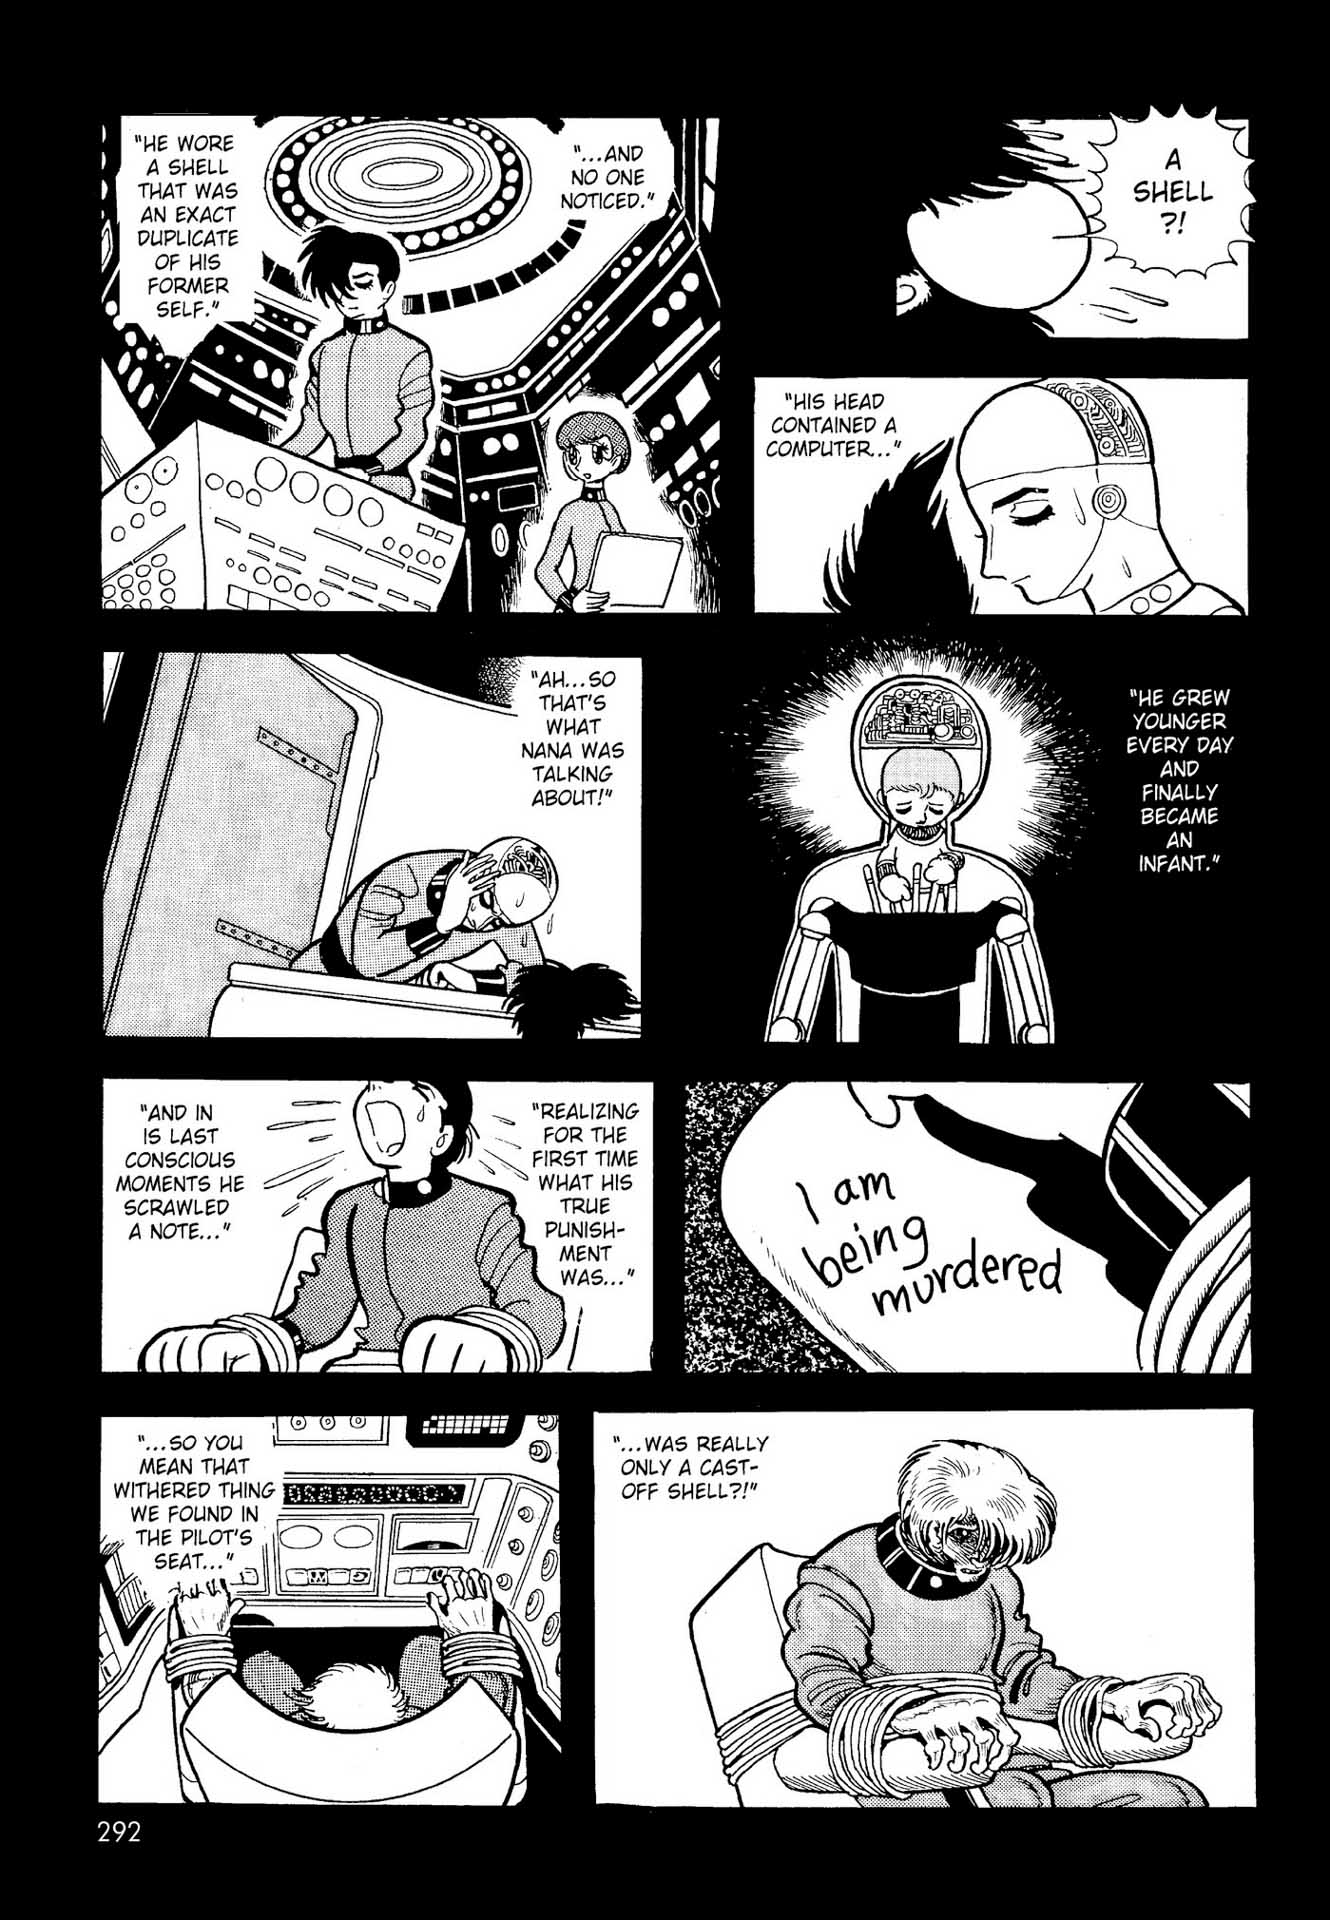 "HE WORE
A SHELL
THAT WAS
AN EXACT
DUPLICATE
OF HIS
FORMER
SELF."
"...AND
NO ONE
NOTICED."
A
SHELL
?!
"HIS HEAD
CONTAINED A
COMPUTER..."
"AH...SO
THAT'S
WHAT
NANA WAS
TALKING
ABOUT!"
"HE GREW
YOUNGER
EVERY DAY
AND
FINALLY
BECAME
AN
INFANT."
"AND IN
IS LAST
CONSCIOUS
MOMENTS HE
SCRAWLED
A NOTE..."
"REALIZING
FOR THE
FIRST TIME
WHAT HIS
TRUE
PUNISH-
MENT
WAS..."
I am
being
murdered
"...SO YOU
MEAN THAT
WITHERED THING
WE FOUND IN
THE PILOT'S
SEAT..."
"...WAS REALLY
ONLY A CAST-
OFF SHELL?!"
292